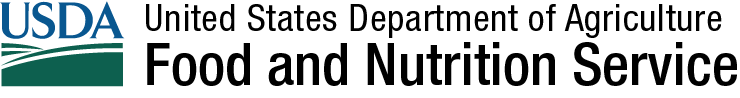 USDA
United States Department of Agriculture
Food and Nutrition Service